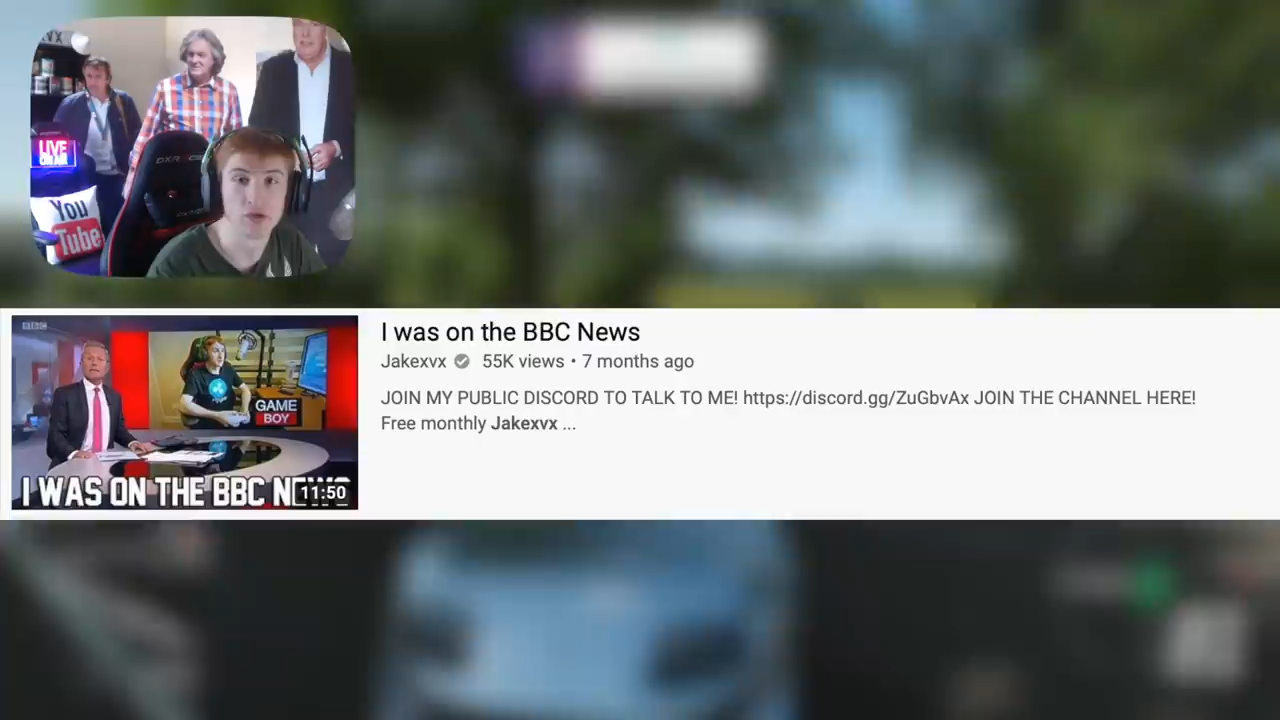 LIVE
ON AIR
DXRACER
You
Tube
BBC
GAME
BOY
I WAS ON THE BBC NEWS
11:50
I was on the BBC News
Jakexvx 55K views • 7 months ago
JOIN MY PUBLIC DISCORD TO TALK TO ME! https://discord.gg/ZuGbvAx JOIN THE CHANNEL HERE!
Free monthly Jakexvx ...